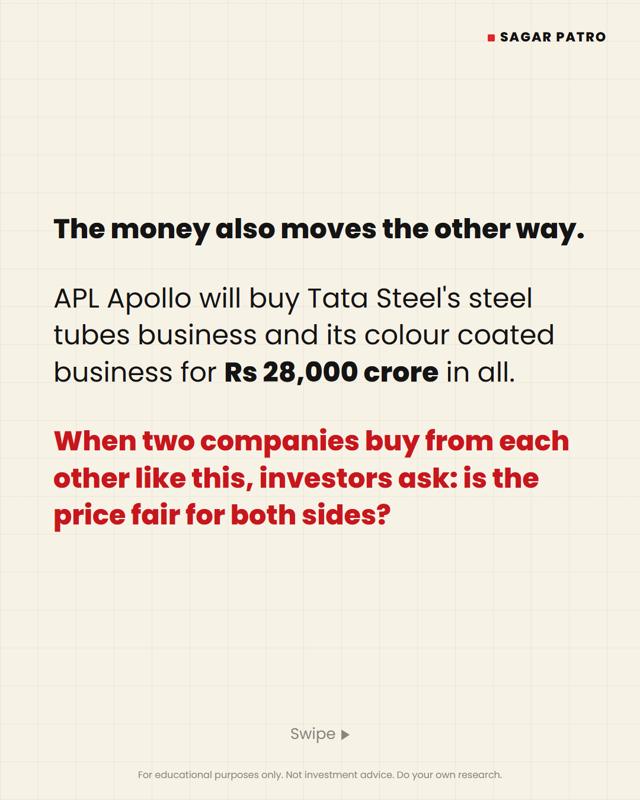 SAGAR PATRO
The money also moves the other way.
APL Apollo will buy Tata Steel's steel
tubes business and its colour coated
business for Rs 28,000 crore in all.
When two companies buy from each
other like this, investors ask: is the
price fair for both sides?
Swipe
For educational purposes only. Not investment advice. Do your own research.